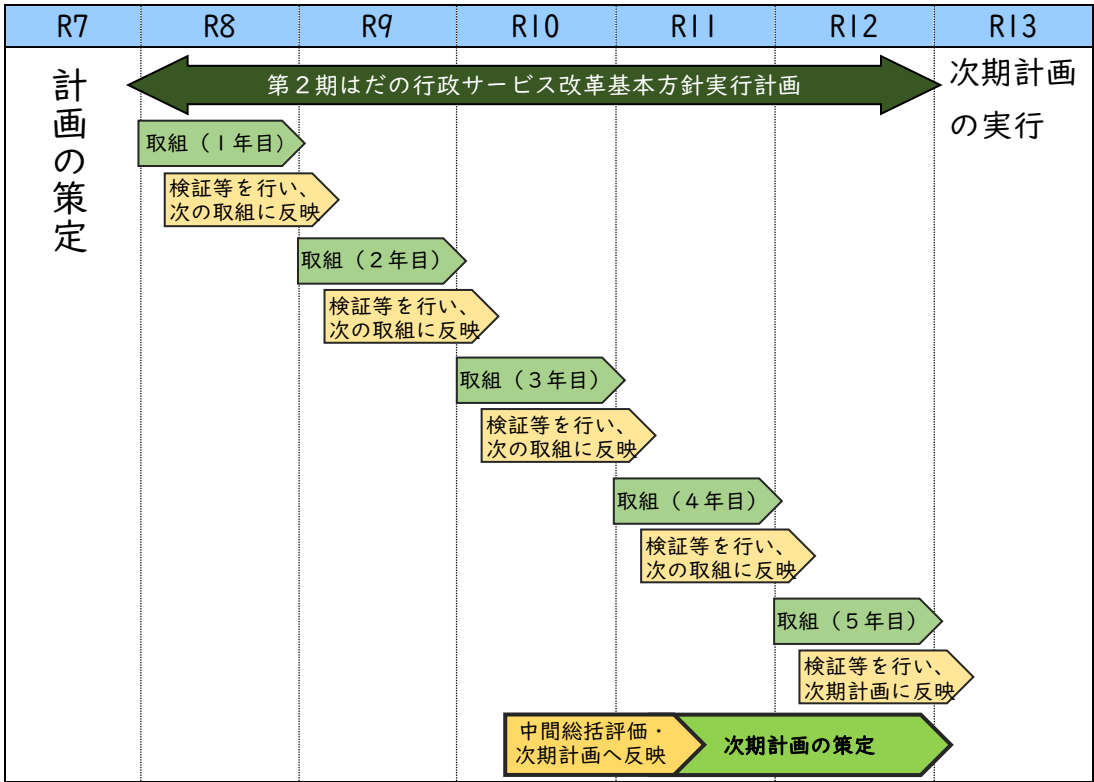 R7 R8 R9 R10 R11 R12 R13
計画の策定
第2期はだの行政サービス改革基本方針実行計画
次期計画
の実行
取組(1年目)
検証等を行い、
次の取組に反映
取組(2年目)
検証等を行い、
次の取組に反映
取組(3年目)
検証等を行い、
次の取組に反映
取組(4年目)
検証等を行い、
次の取組に反映
取組(5年目)
検証等を行い、
次期計画に反映
中間総括評価・
次期計画へ反映
次期計画の策定